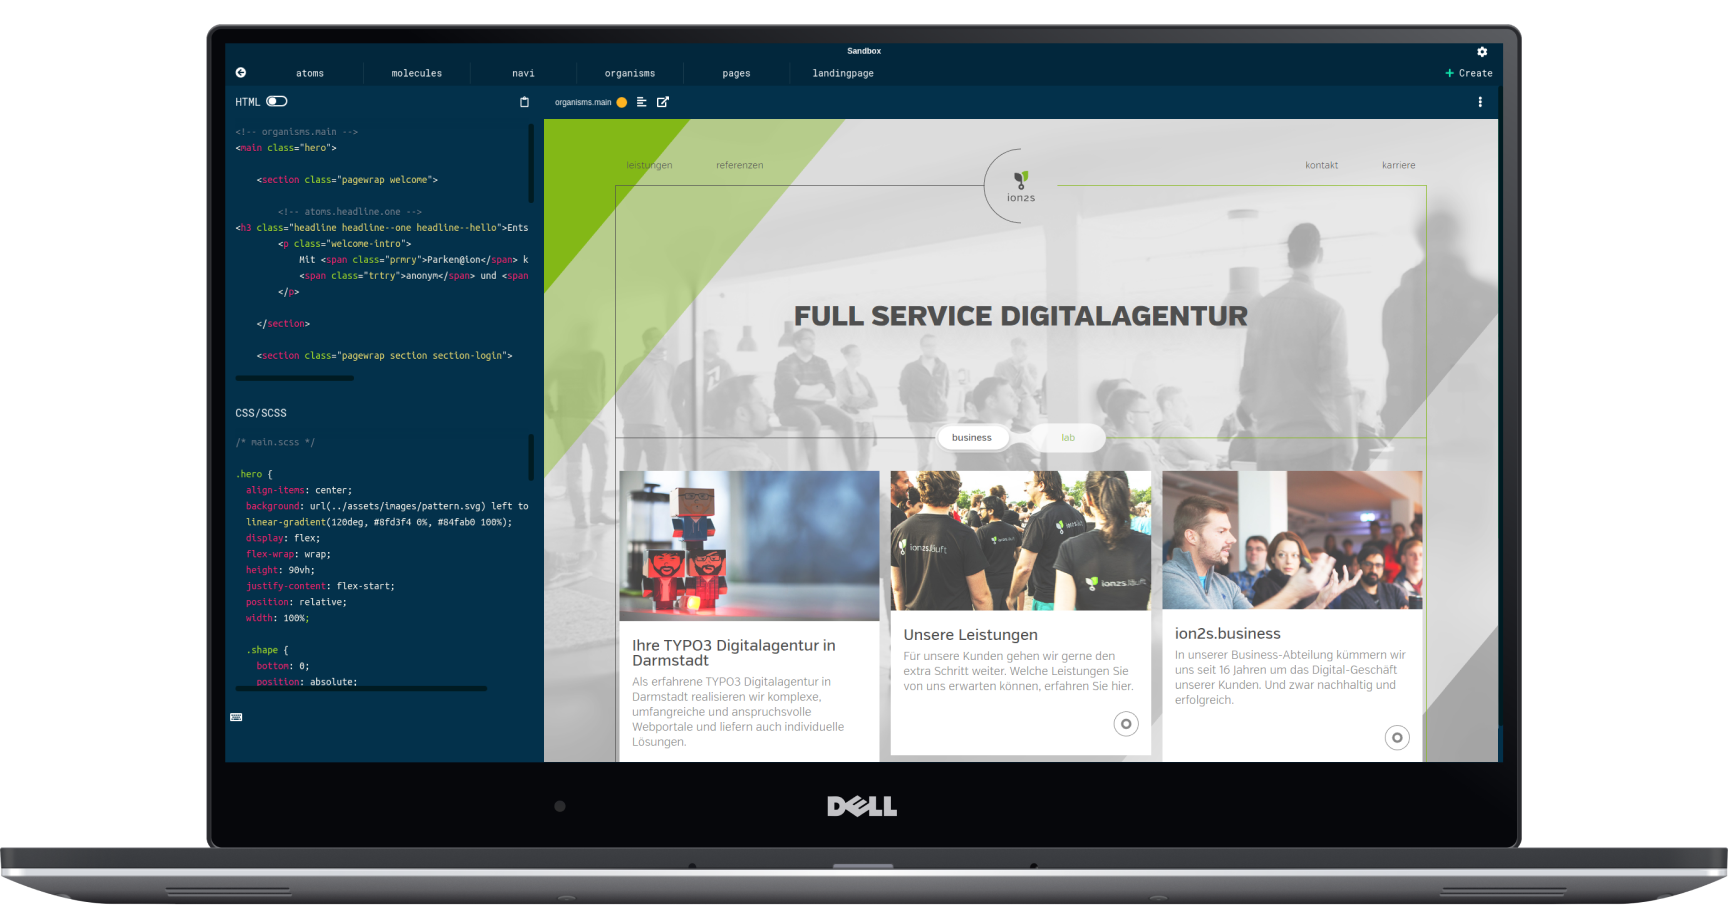 Sandbox
atoms molecules navi organisms pages landingpage + Create
HTML
organisms.main
<!-- organisms.main -->
<main class="hero">
<section class="pagewrap welcome">
<!-- atoms.headline.one -->
<h3 class="headline headline--one headline--hello">Ents
<p class="welcome-intro">
Mit <span class="prmry">Parken@ion</span> k
<span class="trtry">anonym</span> und <span
</p>
</section>
<section class="pagewrap section section-login">
CSS/SCSS
/* main.scss */
.hero {
align-items: center;
background: url(../assets/images/pattern.svg) left to
linear-gradient(120deg, #8fd3f4 0%, #84fab0 100%);
display: flex;
flex-wrap: wrap;
height: 90vh;
justify-content: flex-start;
position: relative;
width: 100%;
.shape {
bottom: 0;
position: absolute;
leistungen referenzen
ion2s
kontakt karriere
FULL SERVICE DIGITALAGENTUR
business lab
ion2s.läuft
ion2s.läuft
Ihre TYPO3 Digitalagentur in
Darmstadt
Als erfahrene TYPO3 Digitalagentur in
Darmstadt realisieren wir komplexe,
umfangreiche und anspruchsvolle
Webportale und liefern auch individuelle
Lösungen.
Unsere Leistungen
Für unsere Kunden gehen wir gerne den
extra Schritt weiter. Welche Leistungen Sie
von uns erwarten können, erfahren Sie hier.
ion2s.business
In unserer Business-Abteilung kümmern wir
uns seit 16 Jahren um das Digital-Geschäft
unserer Kunden. Und zwar nachhaltig und
erfolgreich.
DELL